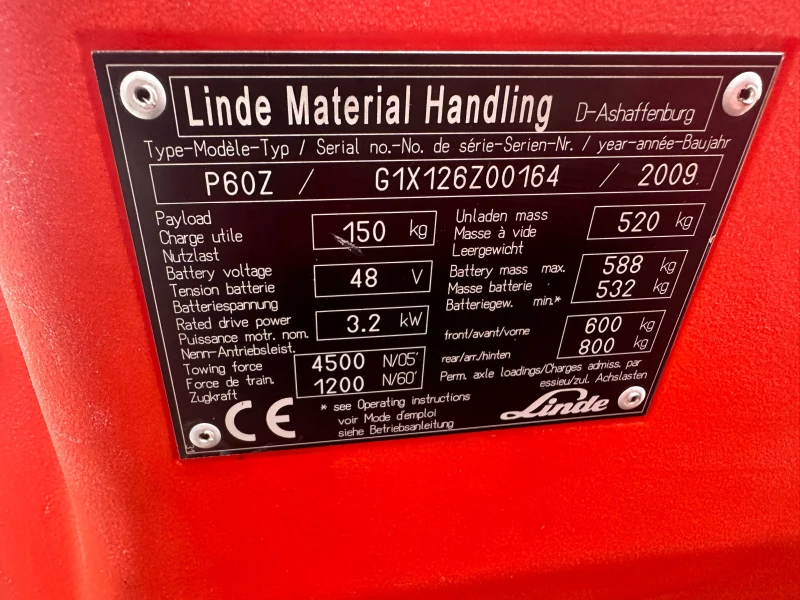 Linde Material Handling D-Ashaffenburg
Type-Modèle-Typ / Serial no.-No. de série-Serien-Nr. / year-année-Baujahr
P60Z / G1X126Z00164 / 2009
Payload
Charge utile
Nutzlast
150 kg
Unladen mass
Masse à vide
Leergewicht
520 kg
Battery voltage
Tension batterie
Batteriespannung
48 V
Battery mass max.
Masse batterie
Batteriegew. min.*
588 kg
532 kg
Rated drive power
Puissance motr. nom.
Nenn-Antriebsleist.
3.2 kW
front/avant/vorne
600 kg
rear/arr./hinten
800 kg
Towing force
Force de train.
Zugkraft
4500 N/05'
1200 N/60'
Perm. axle loadings/Charges admiss. par
essieu/zul. Achslasten
CE
* see Operating instructions
voir Mode d'emploi
siehe Betriebsanleitung
Linde